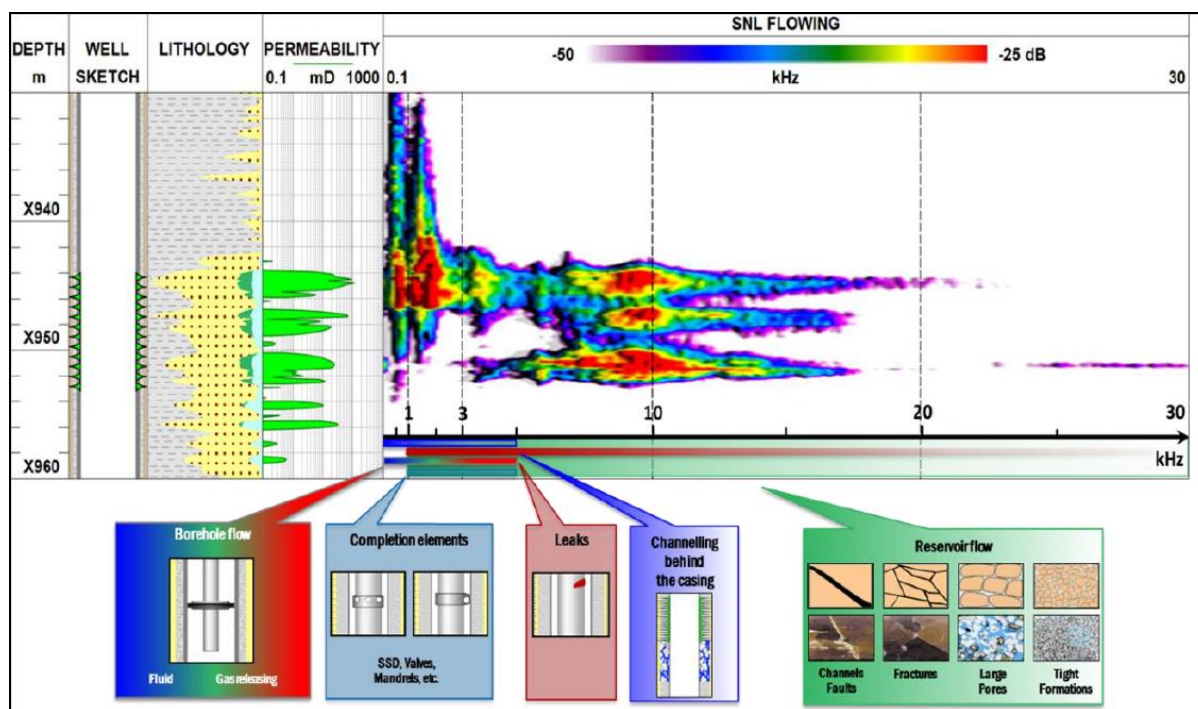 SNL FLOWING
DEPTH WELL LITHOLOGY PERMEABILITY
-50 -25 dB
m SKETCH 0.1 mD 1000 0.1 kHz 30
X940
X950
1 3 10 20 30
X960
kHz
Borehole flow
Fluid Gas releasing
Completion elements
SSD, Valves,
Mandrels, etc.
Leaks
Channelling
behind
the casing
Reservoir flow
Channels
Faults
Fractures
Large
Pores
Tight
Formations